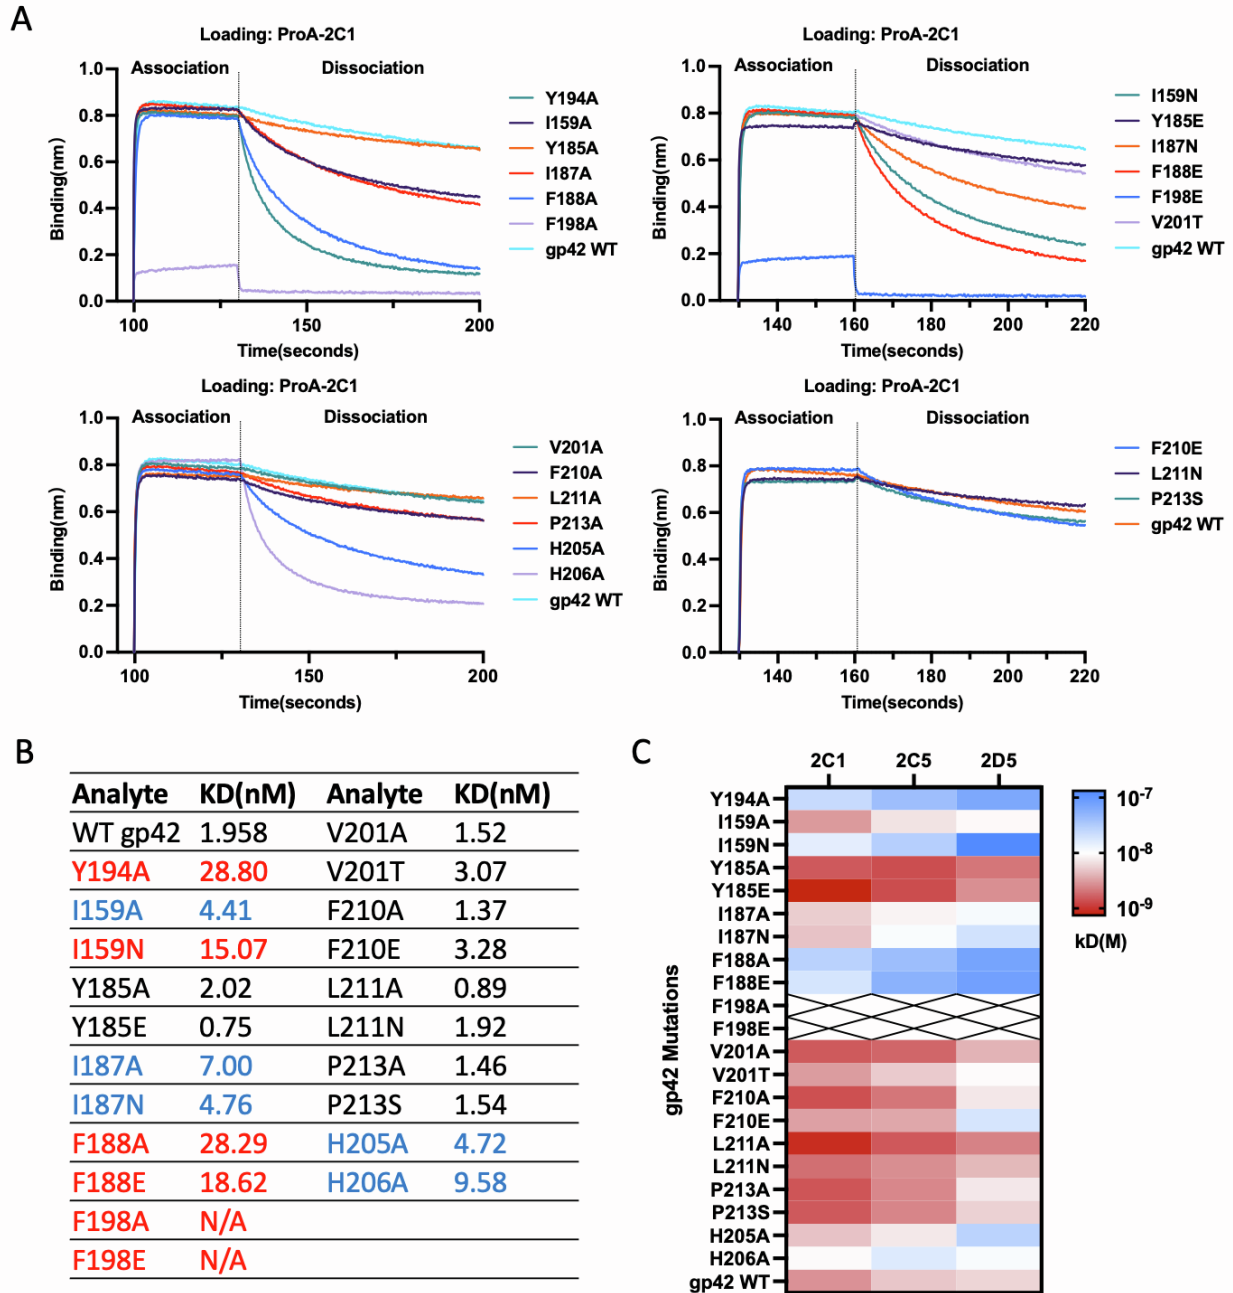 A
Loading: ProA-2C1
Association Dissociation
Binding(nm)
1.0
0.8
0.6
0.4
0.2
0.0
100 150 200
Time(seconds)
Y194A
I159A
Y185A
I187A
F188A
F198A
gp42 WT
Loading: ProA-2C1
Association Dissociation
Binding(nm)
1.0
0.8
0.6
0.4
0.2
0.0
140 160 180 200 220
Time(seconds)
I159N
Y185E
I187N
F188E
F198E
V201T
gp42 WT
Loading: ProA-2C1
Association Dissociation
Binding(nm)
1.0
0.8
0.6
0.4
0.2
0.0
100 150 200
Time(seconds)
V201A
F210A
L211A
P213A
H205A
H206A
gp42 WT
Loading: ProA-2C1
Association Dissociation
Binding(nm)
1.0
0.8
0.6
0.4
0.2
0.0
140 160 180 200 220
Time(seconds)
F210E
L211N
P213S
gp42 WT
B
Analyte KD(nM) Analyte KD(nM)
WT gp42 1.958 V201A 1.52
Y194A 28.80 V201T 3.07
I159A 4.41 F210A 1.37
I159N 15.07 F210E 3.28
Y185A 2.02 L211A 0.89
Y185E 0.75 L211N 1.92
I187A 7.00 P213A 1.46
I187N 4.76 P213S 1.54
F188A 28.29 H205A 4.72
F188E 18.62 H206A 9.58
F198A N/A
F198E N/A
C
2C1 2C5 2D5
gp42 Mutations
Y194A
I159A
I159N
Y185A
Y185E
I187A
I187N
F188A
F188E
F198A
F198E
V201A
V201T
F210A
F210E
L211A
L211N
P213A
P213S
H205A
H206A
gp42 WT
10⁻⁷
10⁻⁸
10⁻⁹
kD(M)